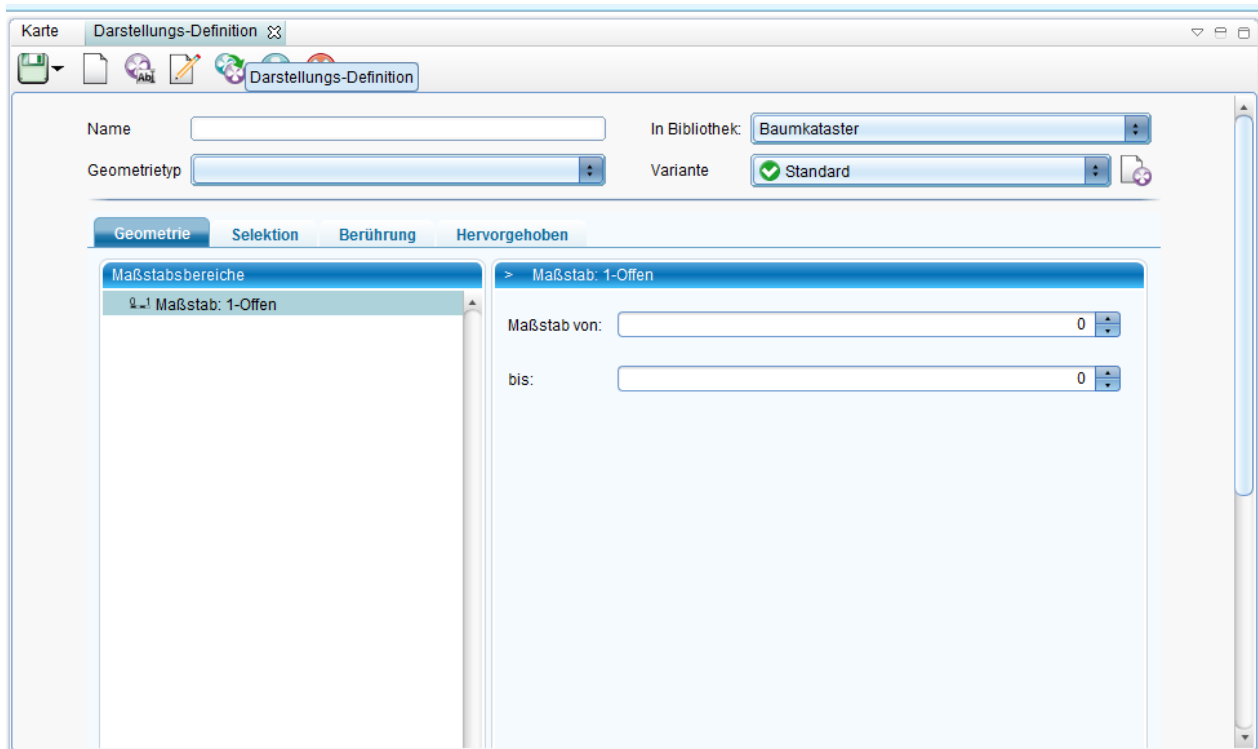 Karte Darstellungs-Definition
Abl
Darstellungs-Definition
Name In Bibliothek: Baumkataster
Geometrietyp Variante Standard
Geometrie Selektion Berührung Hervorgehoben
Maßstabsbereiche
Maßstab: 1-Offen
> Maßstab: 1-Offen
Maßstab von: 0
bis: 0